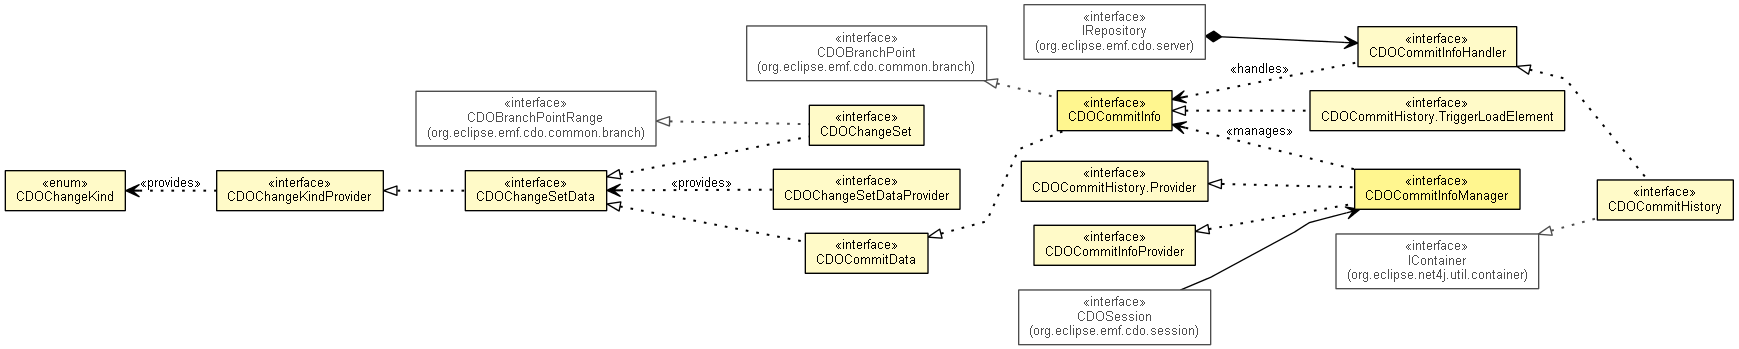 «interface»
IRepository
(org.eclipse.emf.cdo.server)
«interface»
CDOBranchPoint
(org.eclipse.emf.cdo.common.branch)
«interface»
CDOCommitInfoHandler
«handles»
«interface»
CDOBranchPointRange
(org.eclipse.emf.cdo.common.branch)
«interface»
CDOChangeSet
«interface»
CDOCommitInfo
«interface»
CDOCommitHistory.TriggerLoadElement
«manages»
«enum»
CDOChangeKind
«provides»
«interface»
CDOChangeKindProvider
«interface»
CDOChangeSetData
«provides»
«interface»
CDOChangeSetDataProvider
«interface»
CDOCommitHistory.Provider
«interface»
CDOCommitInfoManager
«interface»
CDOCommitHistory
«interface»
CDOCommitData
«interface»
CDOCommitInfoProvider
«interface»
IContainer
(org.eclipse.net4j.util.container)
«interface»
CDOSession
(org.eclipse.emf.cdo.session)